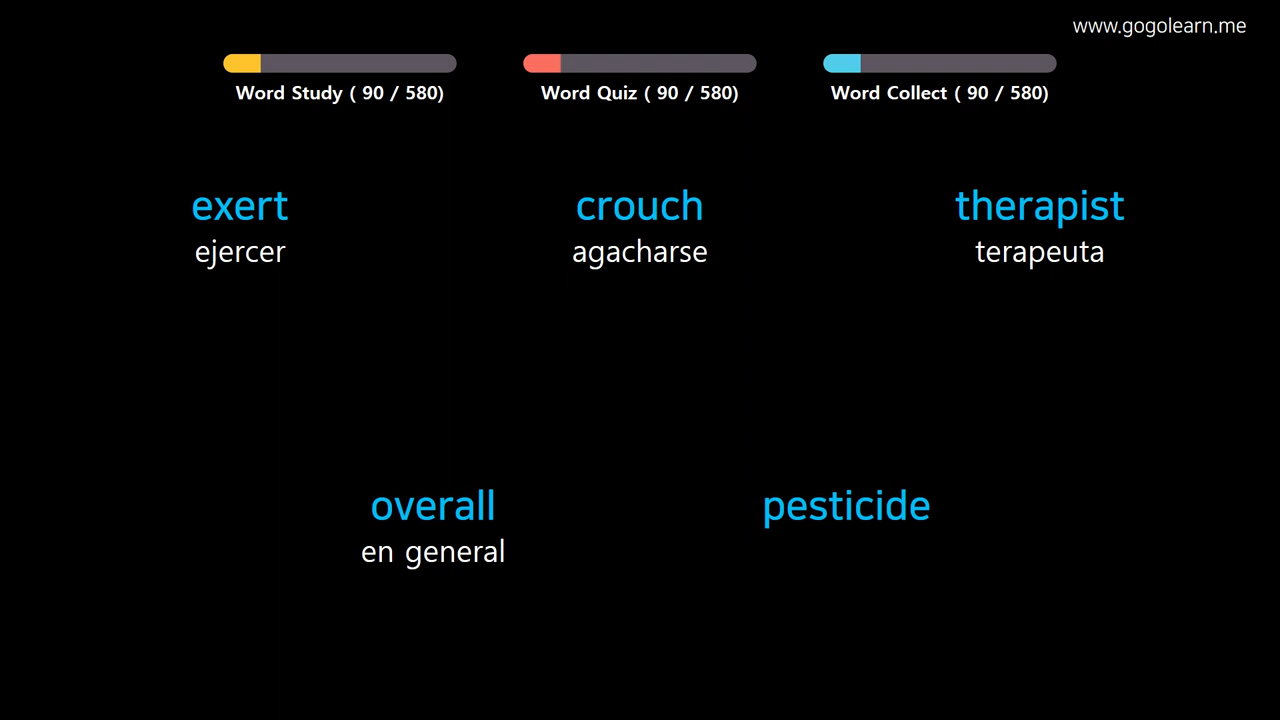 www.gogolearn.me
Word Study ( 90 / 580)
Word Quiz ( 90 / 580)
Word Collect ( 90 / 580)
exert
ejercer
crouch
agacharse
therapist
terapeuta
overall
en general
pesticide